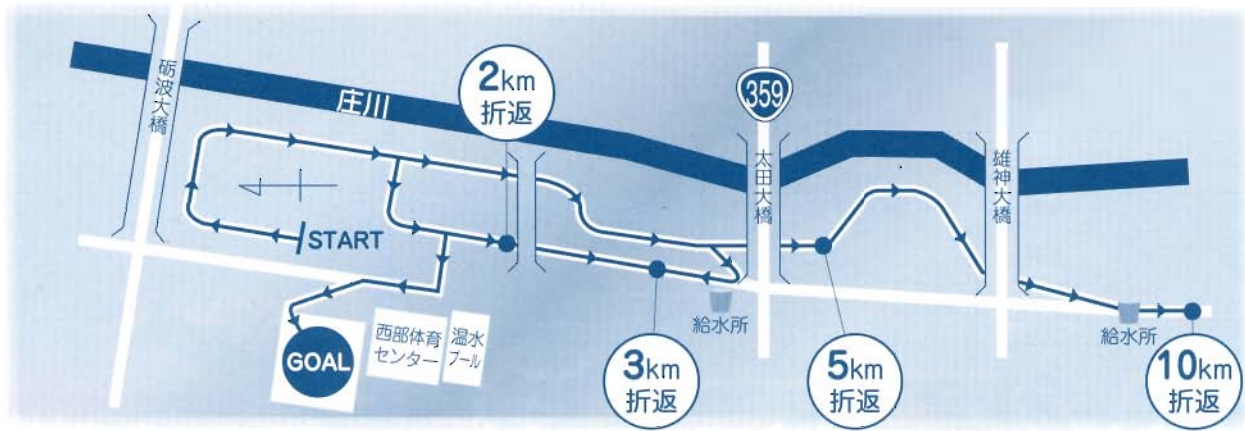 砺波大橋
庄川
2km
折返
359
太田大橋
雄神大橋
START
GOAL
西部体育
センター
温水
プール
給水所
給水所
3km
折返
5km
折返
10km
折返